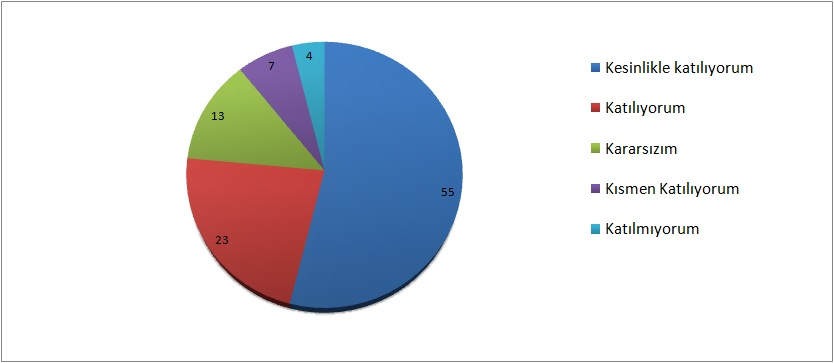 4
7
13
55
23
Kesinlikle katılıyorum
Katılıyorum
Kararsızım
Kısmen Katılıyorum
Katılmıyorum